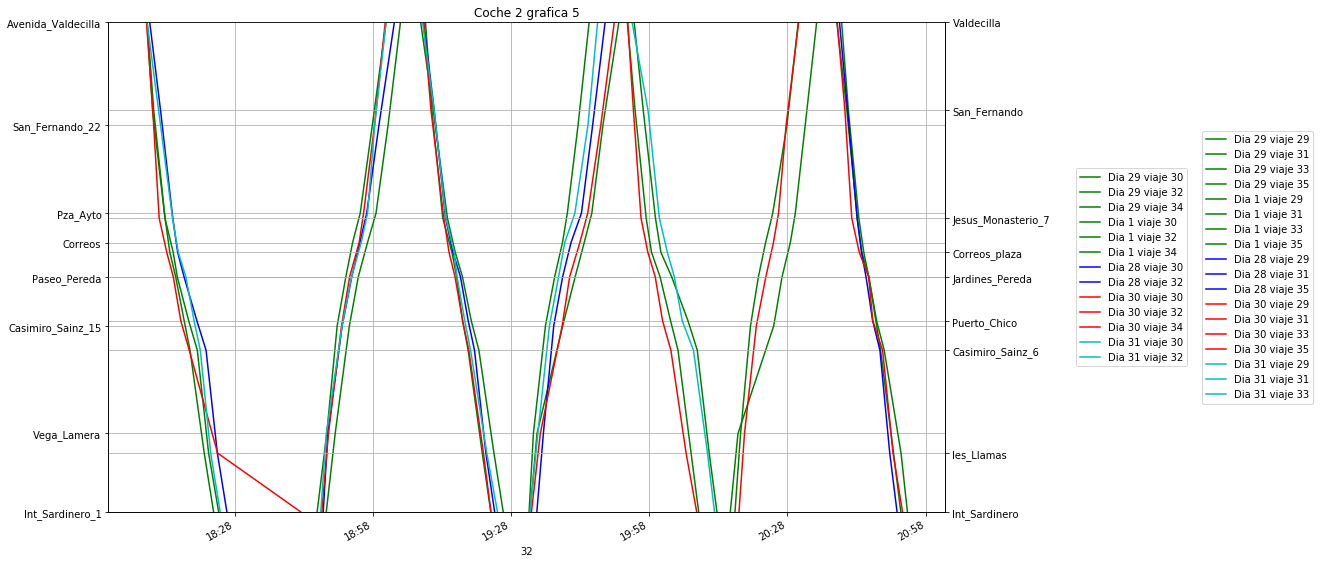 Coche 2 grafica 5
Avenida_Valdecilla
San_Fernando_22
Pza_Ayto
Correos
Paseo_Pereda
Casimiro_Sainz_15
Vega_Lamera
Int_Sardinero_1
Valdecilla
San_Fernando
Jesus_Monasterio_7
Correos_plaza
Jardines_Pereda
Puerto_Chico
Casimiro_Sainz_6
Ies_Llamas
Int_Sardinero
18:28
18:58
19:28
19:58
20:28
20:58
32
Dia 29 viaje 30
Dia 29 viaje 32
Dia 29 viaje 34
Dia 1 viaje 30
Dia 1 viaje 32
Dia 1 viaje 34
Dia 28 viaje 30
Dia 28 viaje 32
Dia 30 viaje 30
Dia 30 viaje 32
Dia 30 viaje 34
Dia 31 viaje 30
Dia 31 viaje 32
Dia 29 viaje 29
Dia 29 viaje 31
Dia 29 viaje 33
Dia 29 viaje 35
Dia 1 viaje 29
Dia 1 viaje 31
Dia 1 viaje 33
Dia 1 viaje 35
Dia 28 viaje 29
Dia 28 viaje 31
Dia 28 viaje 35
Dia 30 viaje 29
Dia 30 viaje 31
Dia 30 viaje 33
Dia 30 viaje 35
Dia 31 viaje 29
Dia 31 viaje 31
Dia 31 viaje 33